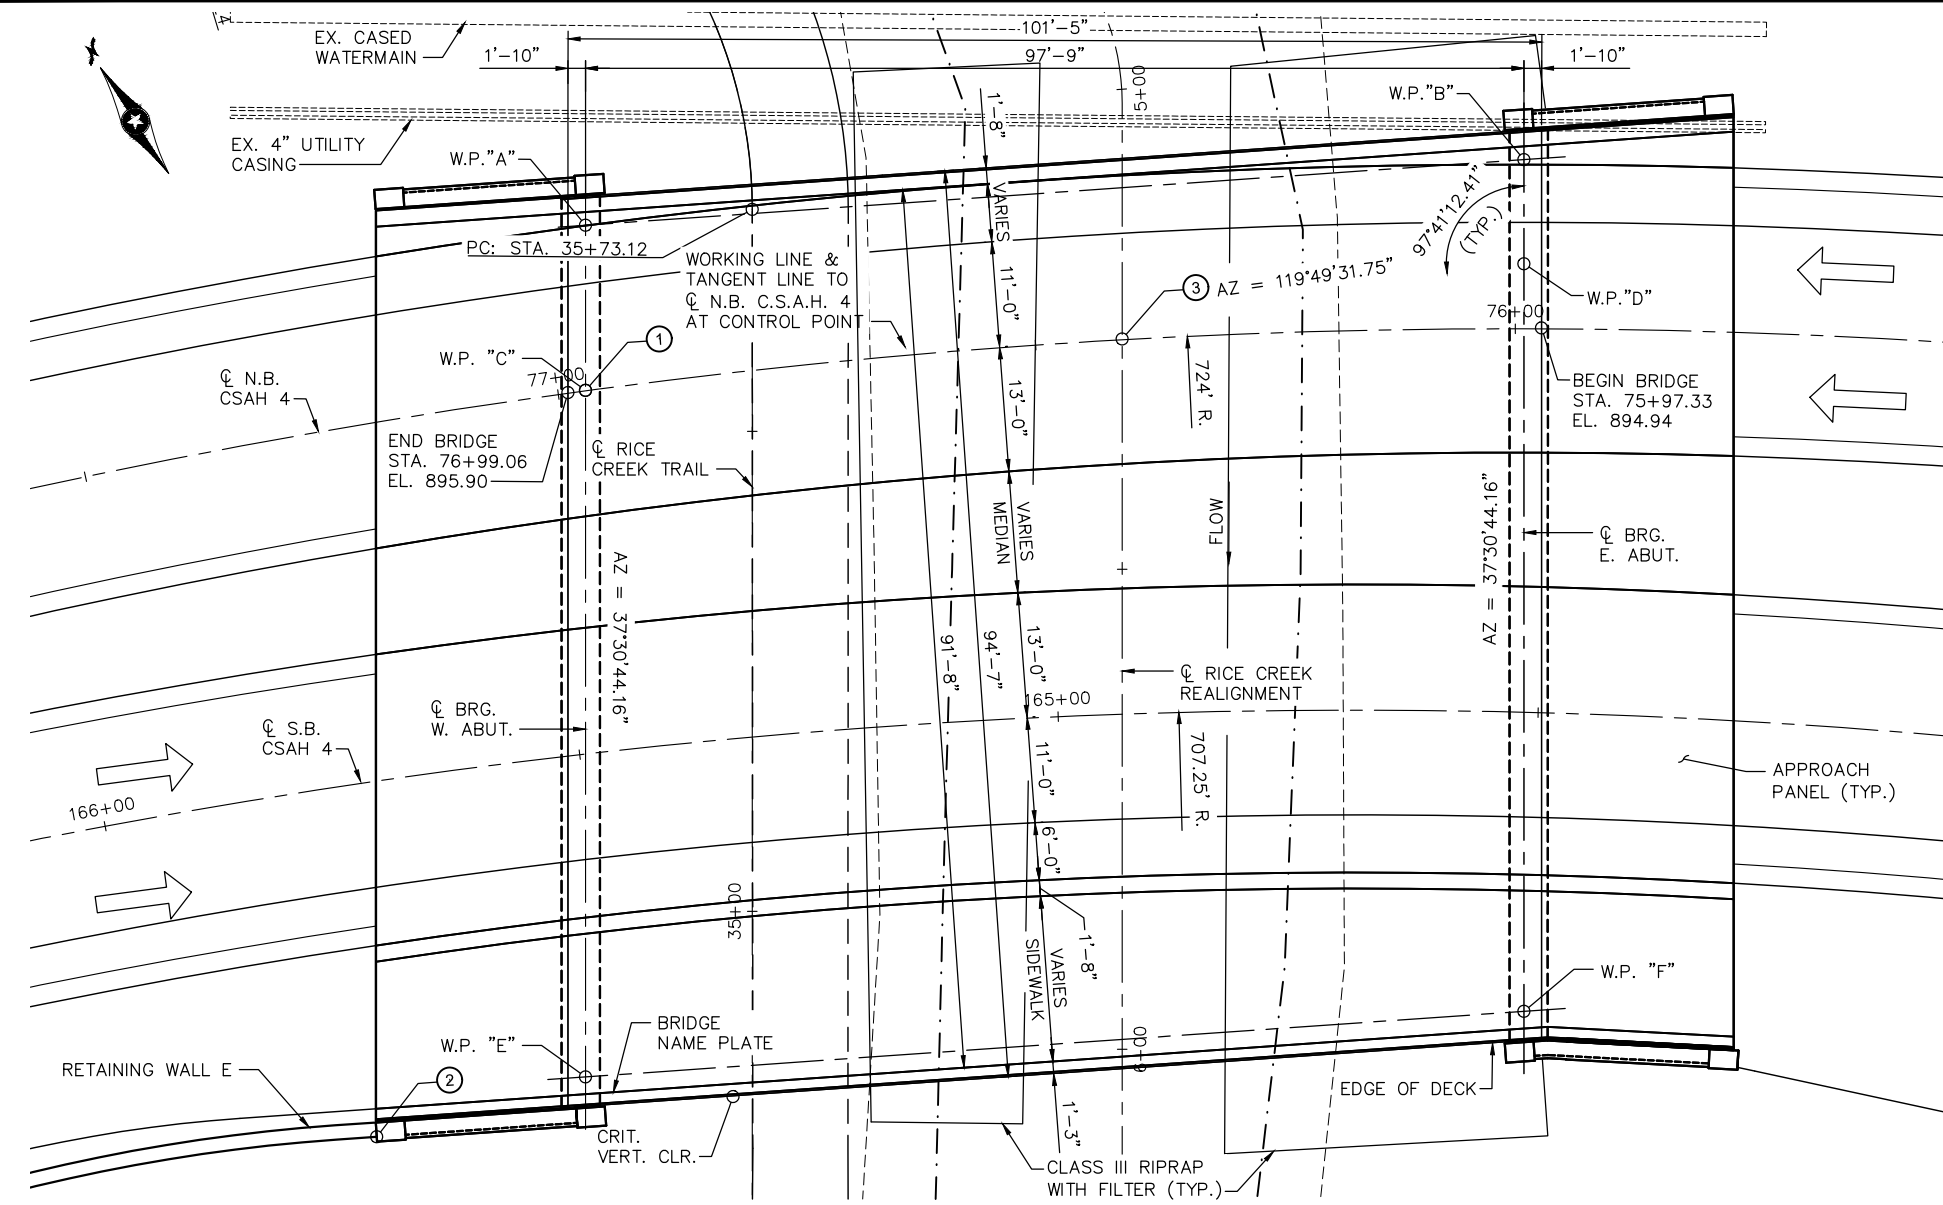 EX. CASED
WATERMAIN
101'-5"
1'-10"
97'-9"
1'-10"
5+00
W.P."B"
1'-8"
EX. 4" UTILITY
CASING
W.P."A"
VARIES
97°41'12.41"
(TYP.)
PC: STA. 35+73.12
WORKING LINE &
TANGENT LINE TO
℄ N.B. C.S.A.H. 4
AT CONTROL POINT
11'-0"
3
AZ = 119°49'31.75"
W.P."D"
76+00
1
W.P. "C"
77+00
℄ N.B.
CSAH 4
724' R.
13'-0"
BEGIN BRIDGE
STA. 75+97.33
EL. 894.94
END BRIDGE
STA. 76+99.06
EL. 895.90
℄ RICE
CREEK TRAIL
VARIES
MEDIAN
FLOW
AZ = 37°30'44.16"
℄ BRG.
E. ABUT.
AZ = 37°30'44.16"
91'-8"
94'-7"
13'-0"
℄ RICE CREEK
REALIGNMENT
165+00
℄ BRG.
W. ABUT.
℄ S.B.
CSAH 4
11'-0"
707.25' R.
APPROACH
PANEL (TYP.)
166+00
6'-0"
35+00
1'-8"
VARIES
SIDEWALK
W.P. "F"
BRIDGE
NAME PLATE
W.P. "E"
6+00
RETAINING WALL E
2
EDGE OF DECK
1'-3"
CRIT.
VERT. CLR.
CLASS III RIPRAP
WITH FILTER (TYP.)